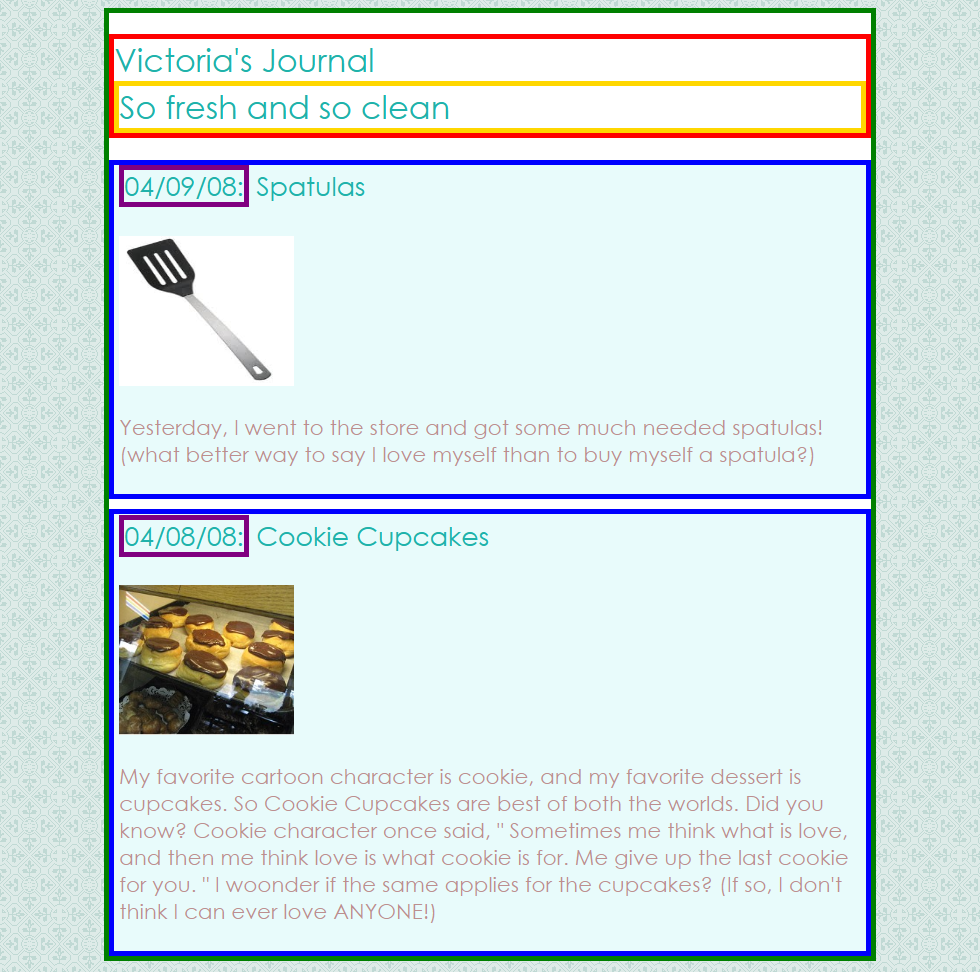 Victoria's Journal
So fresh and so clean
04/09/08: Spatulas
Yesterday, I went to the store and got some much needed spatulas!
(what better way to say I love myself than to buy myself a spatula?)
04/08/08: Cookie Cupcakes
My favorite cartoon character is cookie, and my favorite dessert is
cupcakes. So Cookie Cupcakes are best of both the worlds. Did you
know? Cookie character once said, " Sometimes me think what is love,
and then me think love is what cookie is for. Me give up the last cookie
for you. " I woonder if the same applies for the cupcakes? (If so, I don't
think I can ever love ANYONE!)